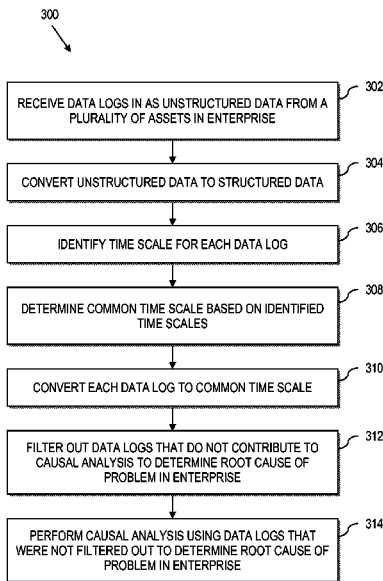 300
302
RECEIVE DATA LOGS IN AS UNSTRUCTURED DATA FROM A
PLURALITY OF ASSETS IN ENTERPRISE
304
CONVERT UNSTRUCTURED DATA TO STRUCTURED DATA
306
IDENTIFY TIME SCALE FOR EACH DATA LOG
308
DETERMINE COMMON TIME SCALE BASED ON IDENTIFIED
TIME SCALES
310
CONVERT EACH DATA LOG TO COMMON TIME SCALE
312
FILTER OUT DATA LOGS THAT DO NOT CONTRIBUTE TO
CAUSAL ANALYSIS TO DETERMINE ROOT CAUSE OF
PROBLEM IN ENTERPRISE
314
PERFORM CAUSAL ANALYSIS USING DATA LOGS THAT
WERE NOT FILTERED OUT TO DETERMINE ROOT CAUSE OF
PROBLEM IN ENTERPRISE